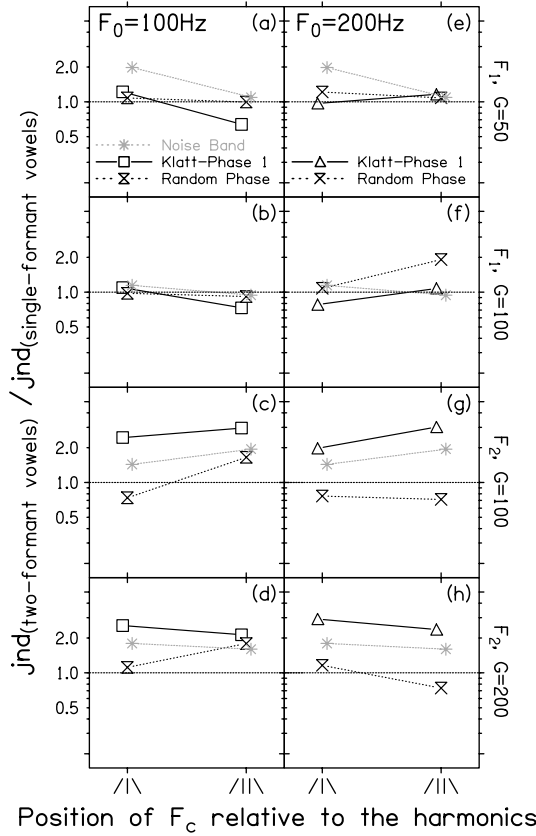 F0=100Hz (a)
F0=200Hz (e)
2.0
1.0
0.5
F1, G=50
Noise Band
Klatt-Phase 1
Random Phase
Klatt-Phase 1
Random Phase
(b)
(f)
2.0
1.0
0.5
F1, G=100
(c)
(g)
2.0
1.0
0.5
F2, G=100
(d)
(h)
2.0
1.0
0.5
F2, G=200
jnd(two-formant vowels) / jnd(single-formant vowels)
/I\ /II\ /I\ /II\
Position of Fc relative to the harmonics